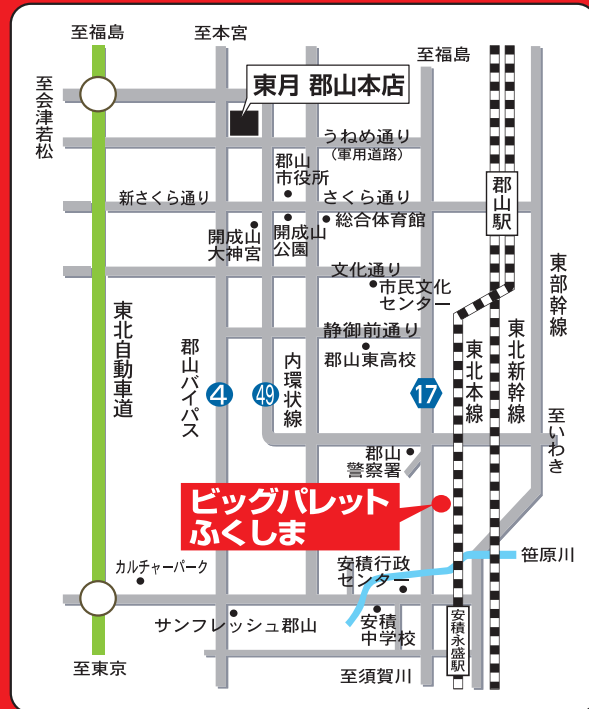 至福島
至本宮
至福島
至会津若松
東月 郡山本店
うねめ通り
(軍用道路)
郡山
市役所
新さくら通り
さくら通り
総合体育館
郡山駅
開成山
大神宮
開成山
公園
文化通り
市民文化
センター
東部幹線
東北自動車道
静御前通り
郡山東高校
郡山バイパス
4
49
内環状線
17
東北本線
東北新幹線
至いわき
郡山
警察署
ビッグパレット
ふくしま
カルチャーパーク
安積行政
センター
笹原川
サンフレッシュ郡山
安積
中学校
安積永盛駅
至東京
至須賀川